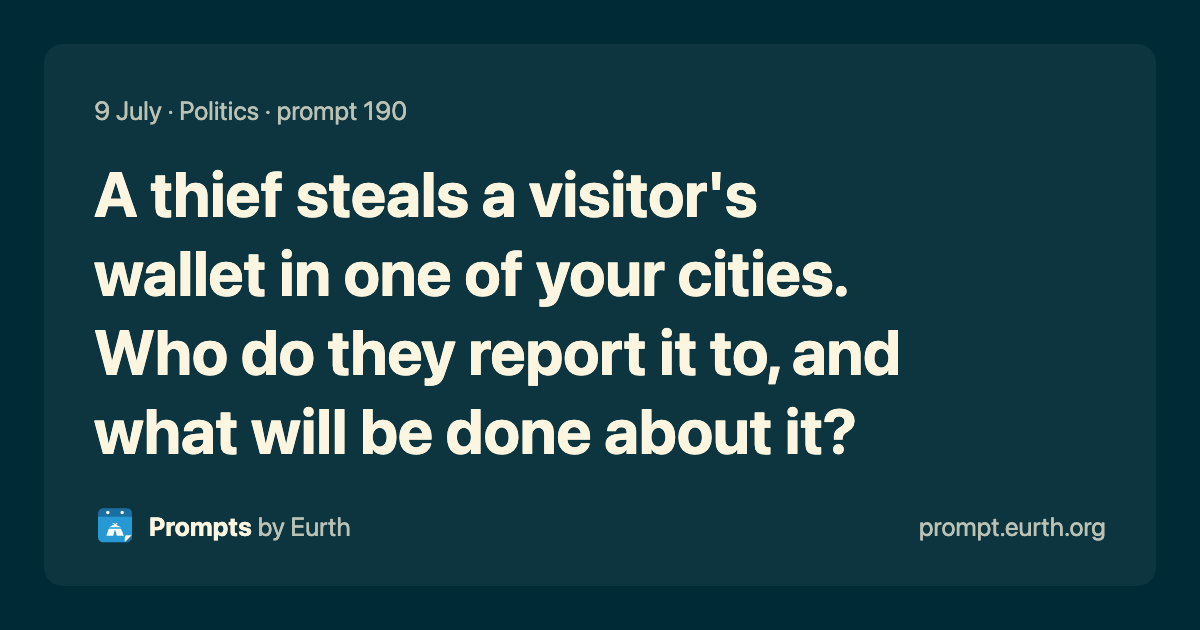 9 July · Politics · prompt 190
A thief steals a visitor's
wallet in one of your cities.
Who do they report it to, and
what will be done about it?
Prompts by Eurth
prompt.eurth.org